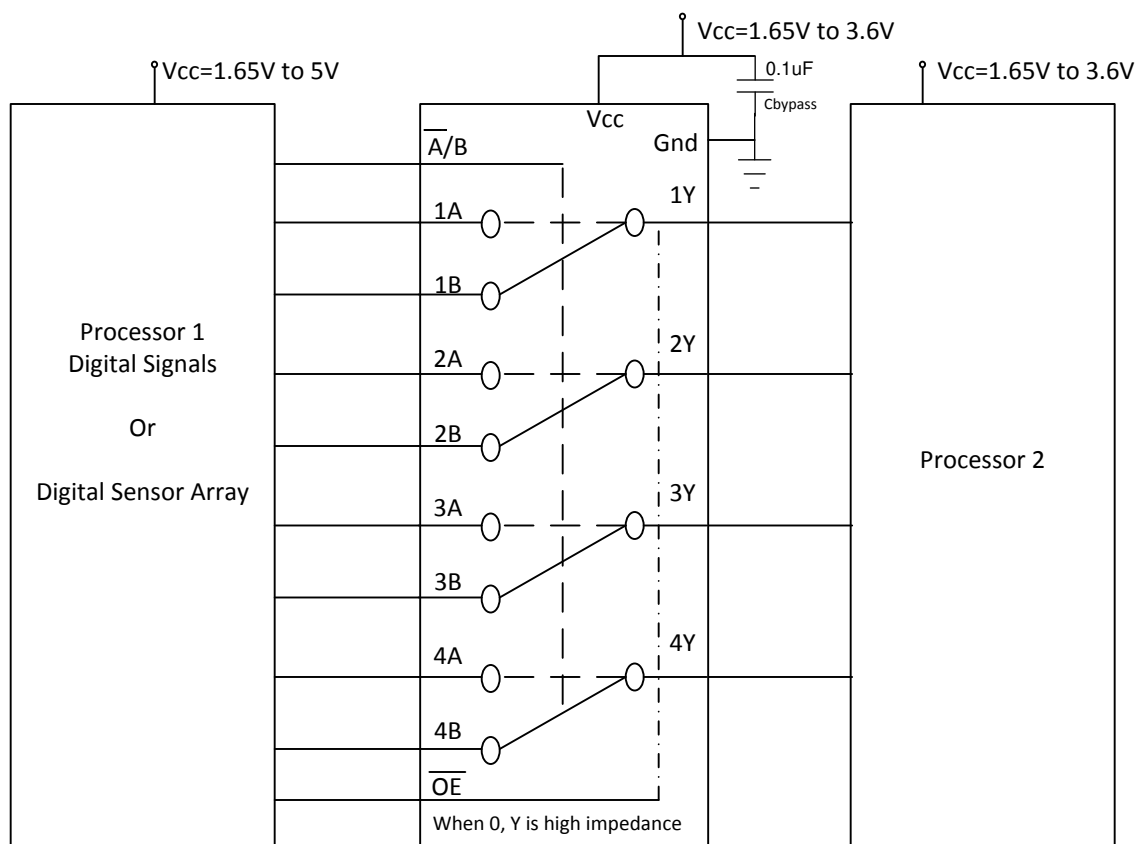 Vcc=1.65V to 3.6V
Vcc=1.65V to 5V
0.1uF
Cbypass
Vcc=1.65V to 3.6V
Vcc
Gnd
A̅/B
1A
1Y
1B
2A
2Y
2B
3A
3Y
3B
4A
4Y
4B
O̅E̅
When 0, Y is high impedance
Processor 1
Digital Signals
Or
Digital Sensor Array
Processor 2